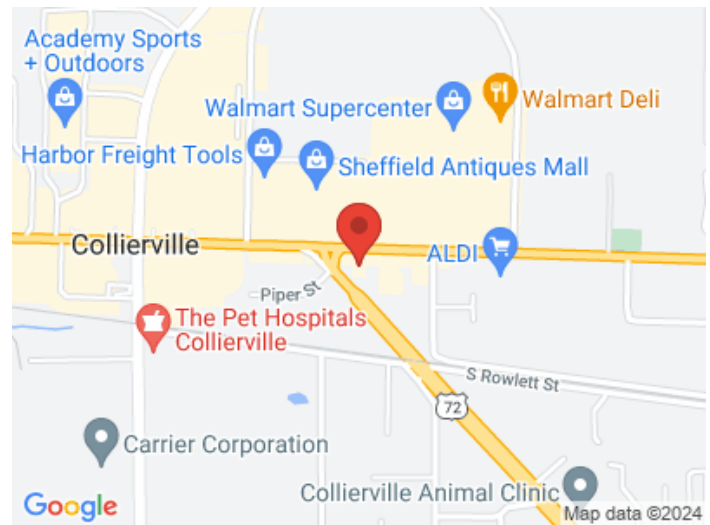 Academy Sports
+ Outdoors
Walmart Supercenter
Walmart Deli
Harbor Freight Tools
Sheffield Antiques Mall
Collierville
ALDI
Piper St
The Pet Hospitals
Collierville
S Rowlett St
72
Carrier Corporation
Collierville Animal Clinic
Google
Map data ©2024